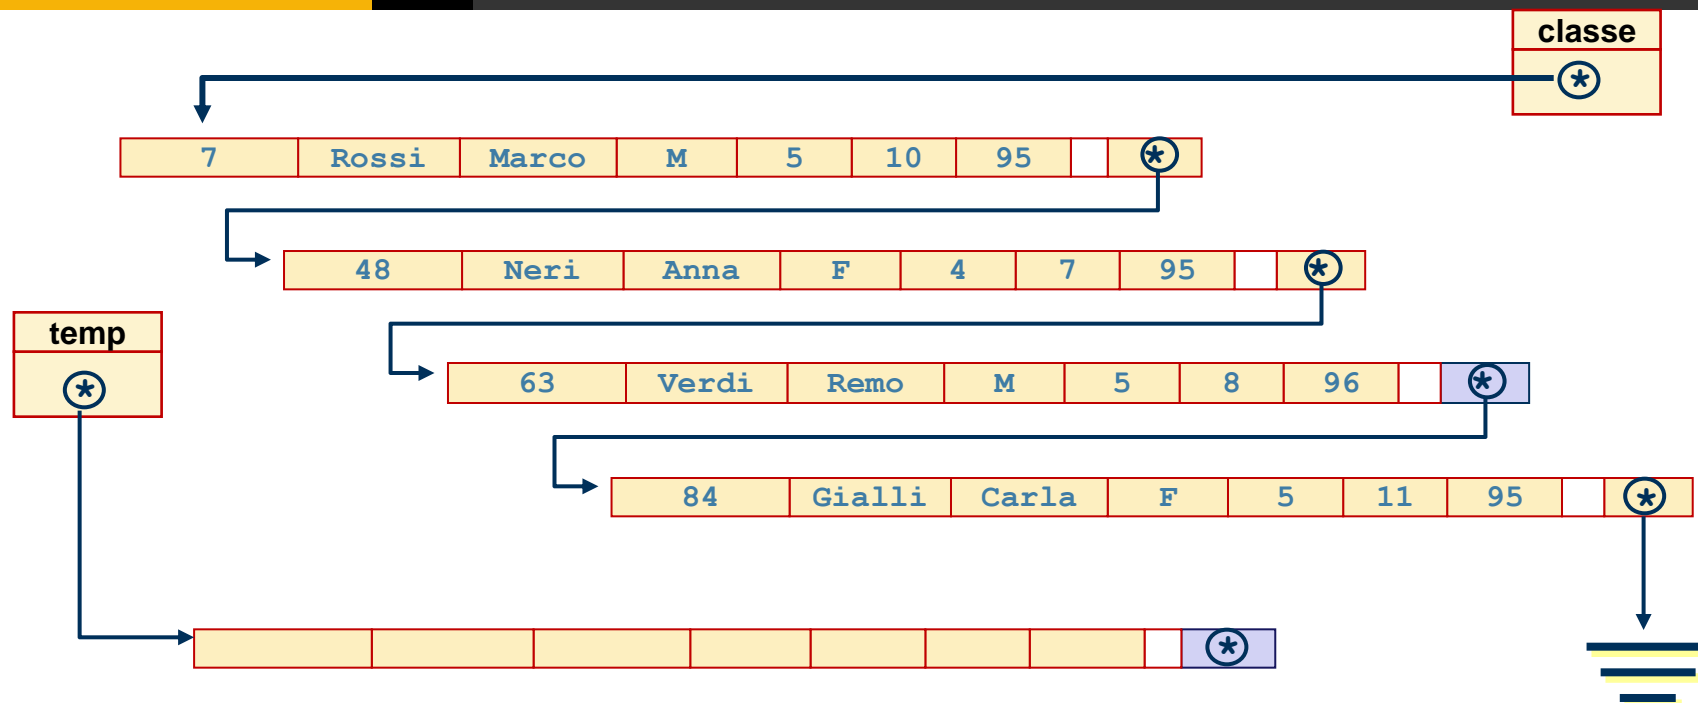 classe
*
7 Rossi Marco M 5 10 95 *
48 Neri Anna F 4 7 95 *
temp
*
63 Verdi Remo M 5 8 96 *
84 Gialli Carla F 5 11 95 *
*